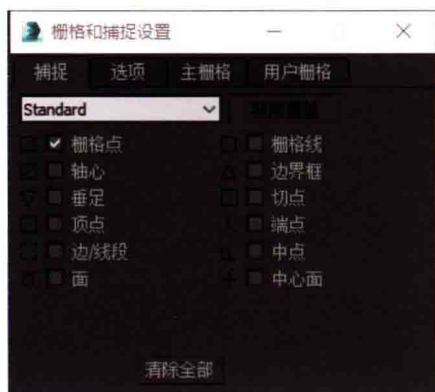 栅格和捕捉设置
捕捉 选项 主栅格 用户栅格
Standard
栅格点 栅格线
轴心 边界框
垂足 切点
顶点 端点
边/线段 中点
面 中心面
清除全部